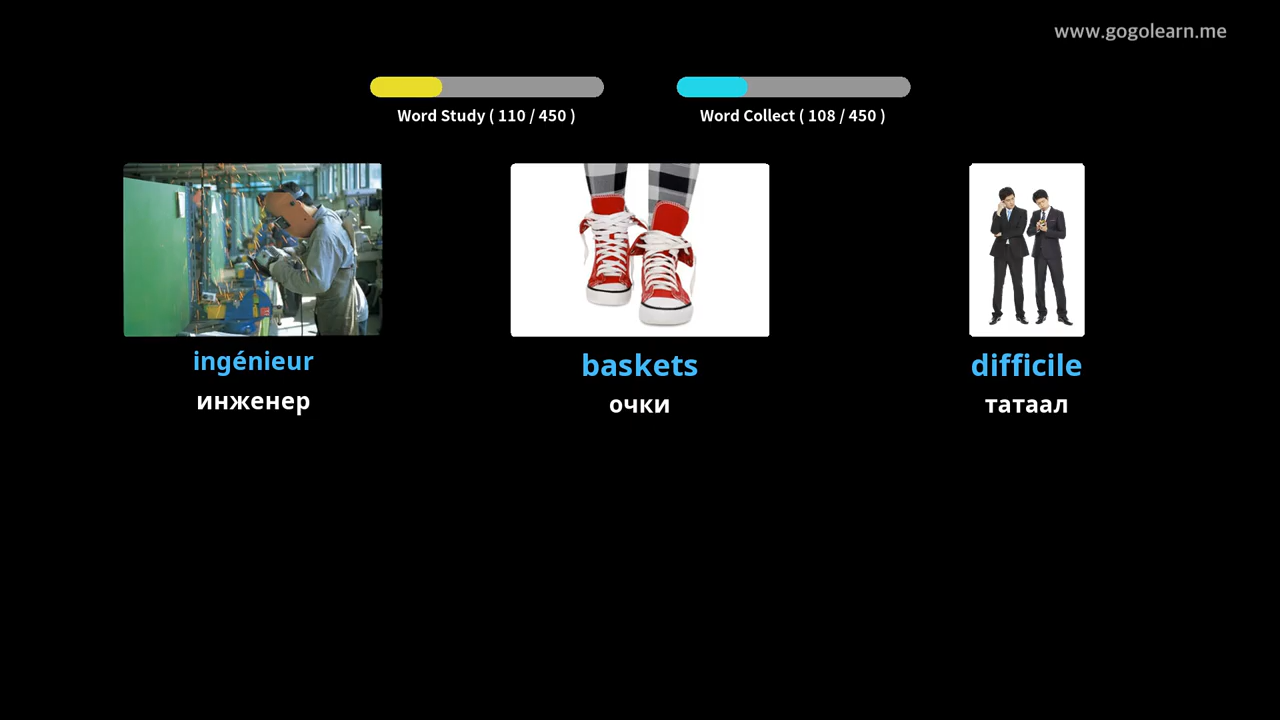 www.gogolearn.me
Word Study ( 110 / 450 )
Word Collect ( 108 / 450 )
ingénieur
инженер
baskets
очки
difficile
татаал